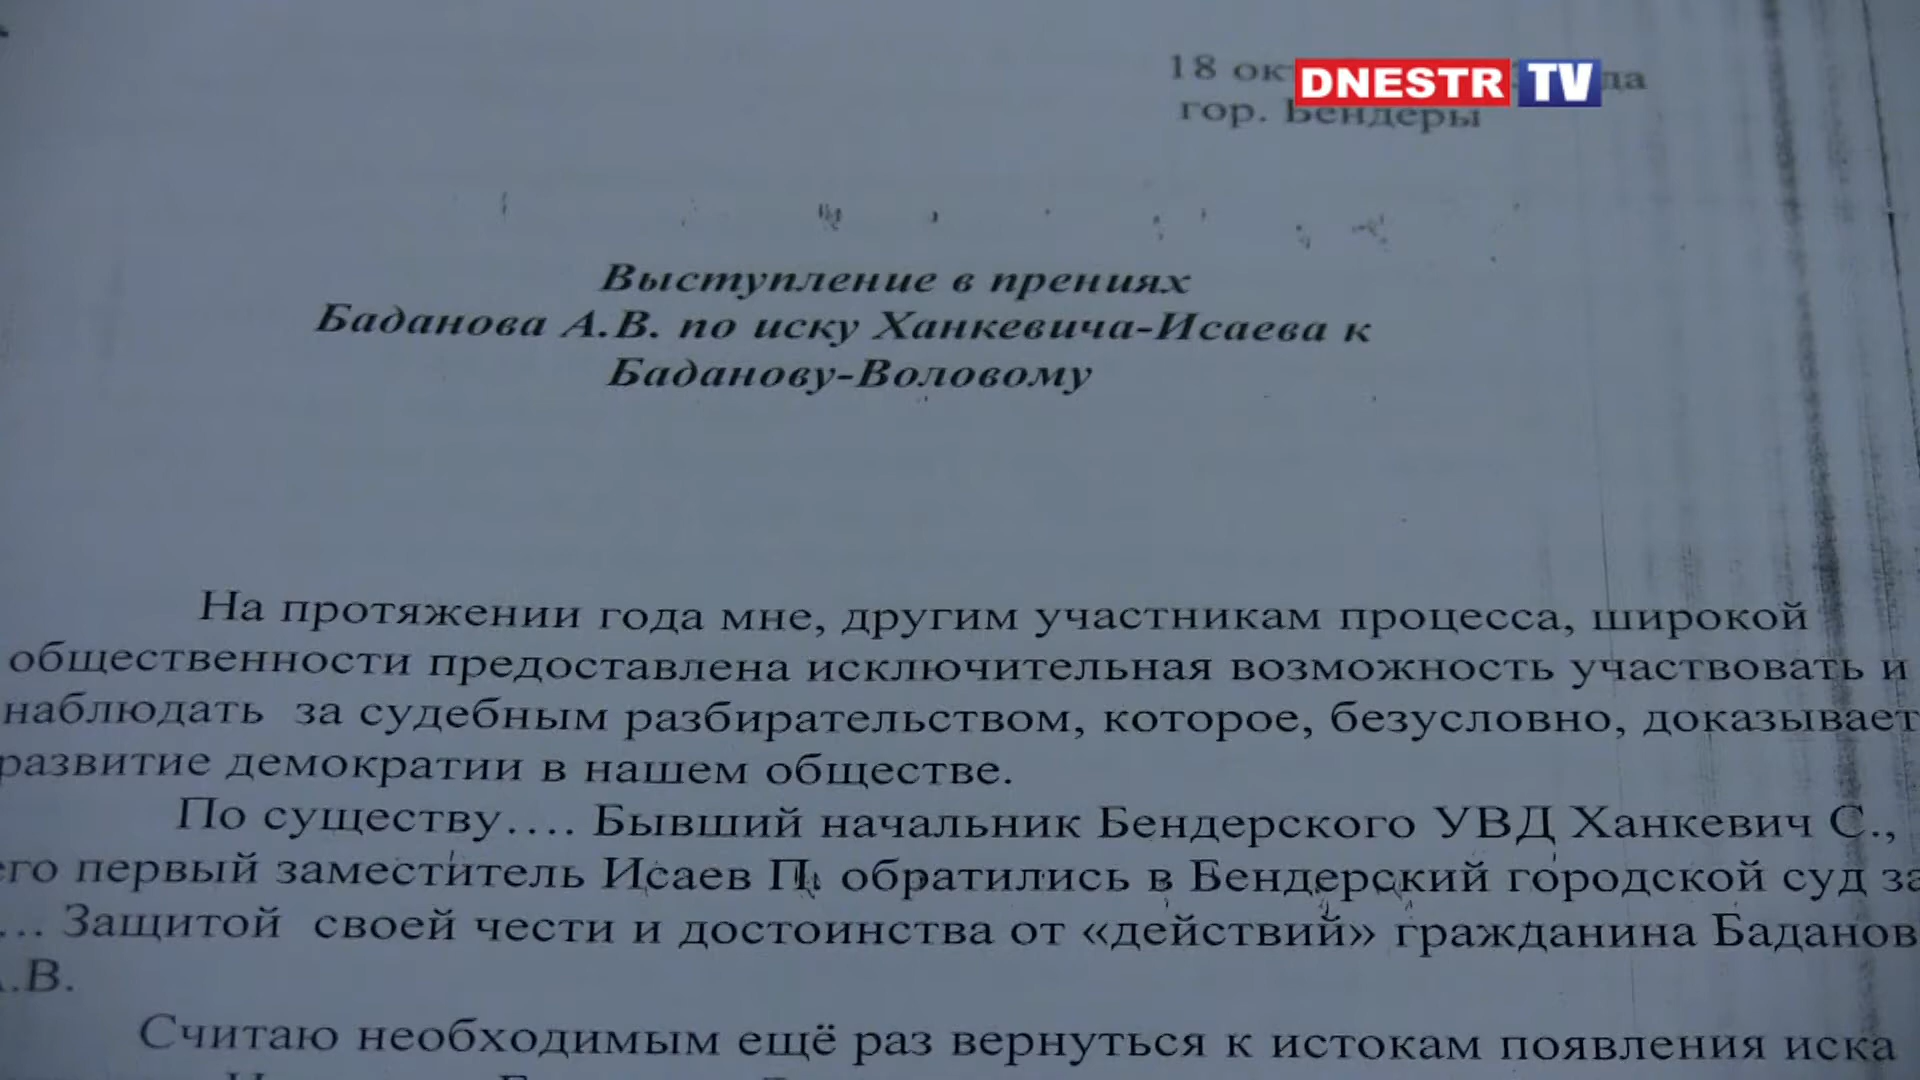 18
DNESTR TV
гор. Бендеры
Выступление в прениях
Баданова А.В. по иску Ханкевича-Исаева к
Баданову-Воловому
На протяжении года мне, другим участникам процесса, широкой
общественности предоставлена исключительная возможность участвовать и
наблюдать за судебным разбирательством, которое, безусловно, доказывает
развитие демократии в нашем обществе.
По существу…. Бывший начальник Бендерского УВД Ханкевич С.,
его первый заместитель Исаев П. обратились в Бендерский городской суд за
… Защитой своей чести и достоинства от «действий» гражданина Баданов
.В.
Считаю необходимым ещё раз вернуться к истокам появления иска